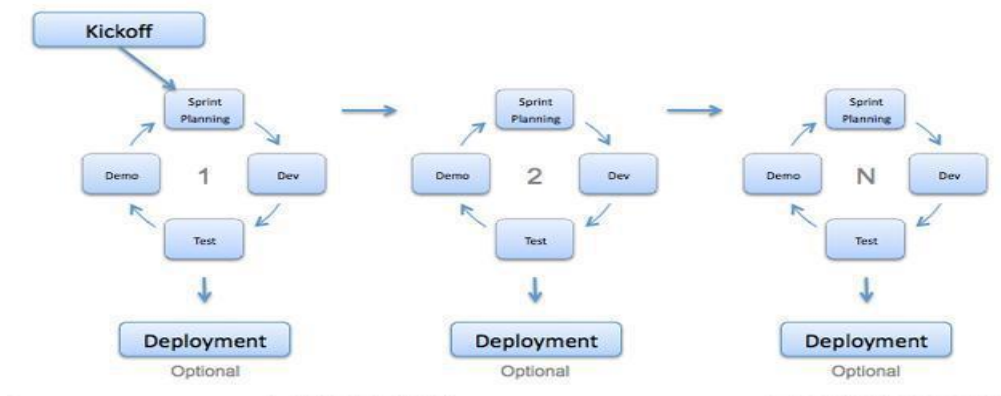 Kickoff
Sprint
Planning
Demo
1
Dev
Test
Deployment
Optional
Sprint
Planning
Demo
2
Dev
Test
Deployment
Optional
Sprint
Planning
Demo
N
Dev
Test
Deployment
Optional